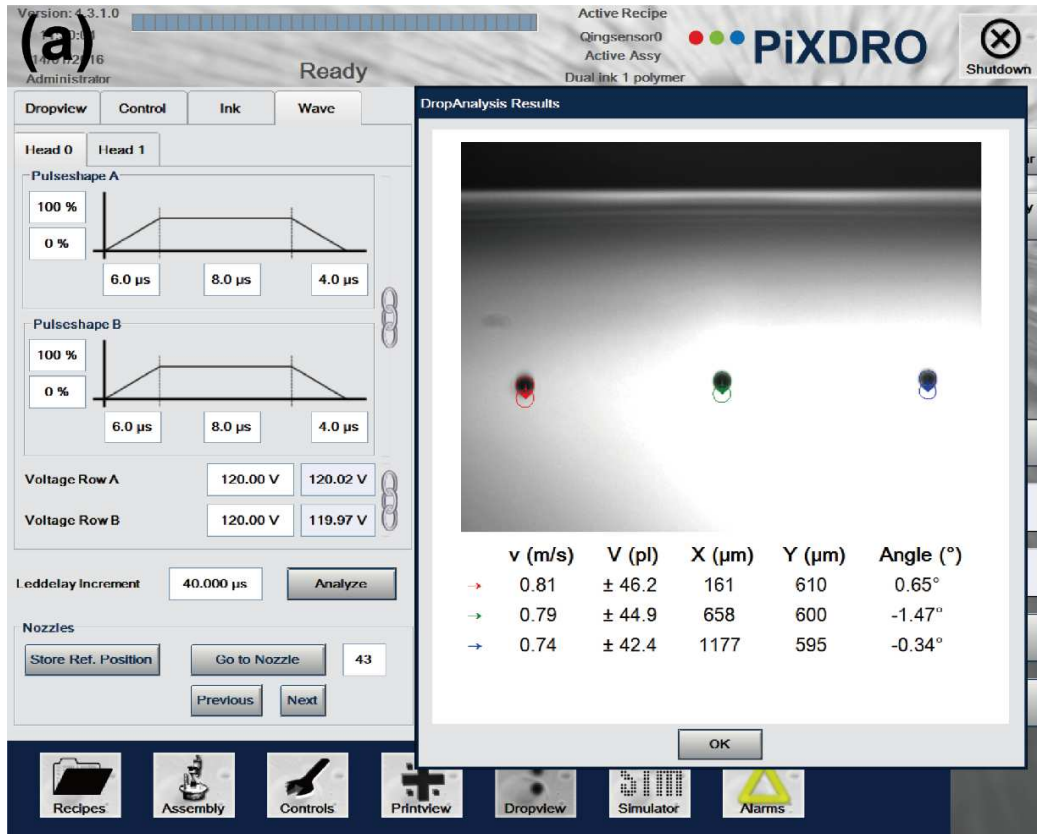 (a)
Version: 4.3.1.0
Administrator
Ready
Active Recipe
Qingsensor0
Active Assy
Dual ink 1 polymer
PiXDRO
Shutdown
Dropview Control Ink Wave
Head 0 Head 1
Pulseshape A
100 %
0 %
6.0 µs 8.0 µs 4.0 µs
Pulseshape B
100 %
0 %
6.0 µs 8.0 µs 4.0 µs
Voltage Row A 120.00 V 120.02 V
Voltage Row B 120.00 V 119.97 V
Leddelay Increment 40.000 µs Analyze
Nozzles
Store Ref. Position Go to Nozzle 43
Previous Next
DropAnalysis Results
v (m/s) V (pl) X (µm) Y (µm) Angle (°)
→ 0.81 ± 46.2 161 610 0.65°
→ 0.79 ± 44.9 658 600 -1.47°
→ 0.74 ± 42.4 1177 595 -0.34°
OK
Recipes Assembly Controls Printview Dropview Simulator Alarms